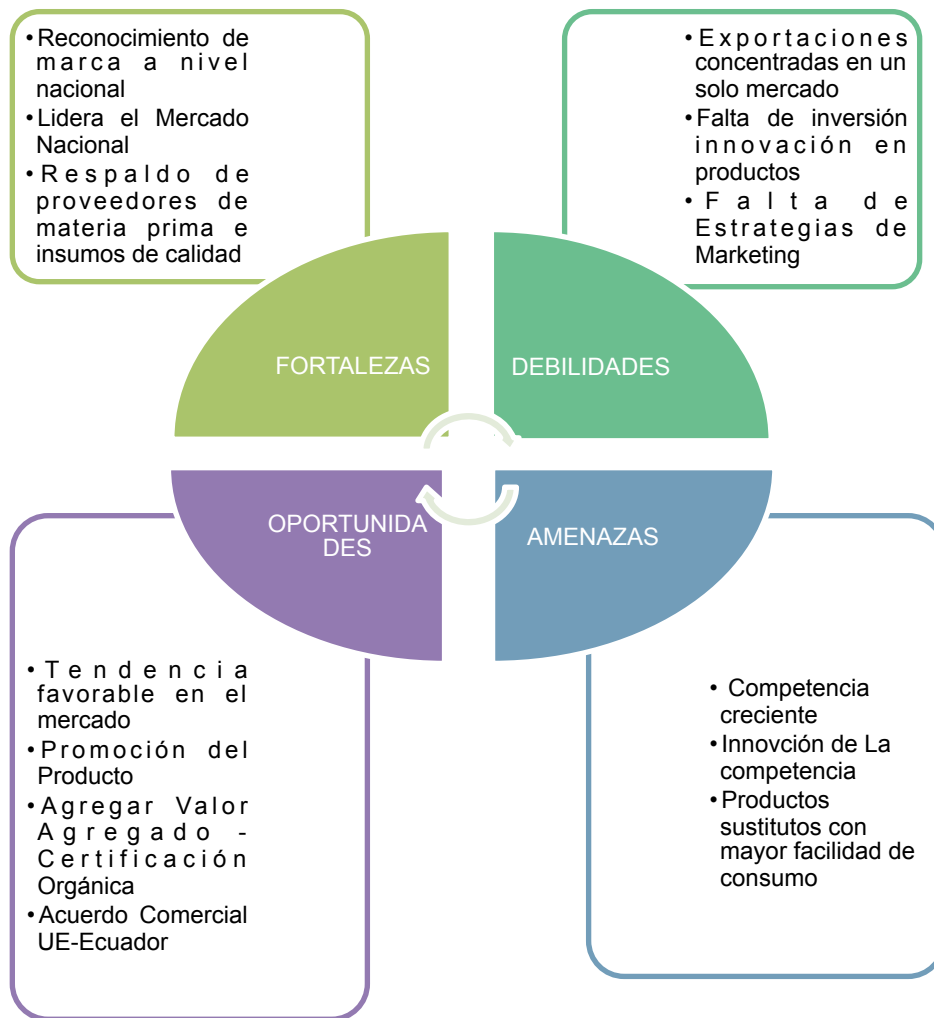 •Reconocimiento de
marca a nivel
nacional
•Lidera el Mercado
Nacional
•Respaldo de
proveedores de
materia prima e
insumos de calidad
•Exportaciones
concentradas en un
solo mercado
•Falta de inversión
innovación en
productos
•Falta de
Estrategias de
Marketing
FORTALEZAS
DEBILIDADES
OPORTUNIDA
DES
AMENAZAS
•Tendencia
favorable en el
mercado
•Promoción del
Producto
•Agregar Valor
Agregado -
Certificación
Orgánica
•Acuerdo Comercial
UE-Ecuador
• Competencia
creciente
•Innovción de La
competencia
•Productos
sustitutos con
mayor facilidad de
consumo